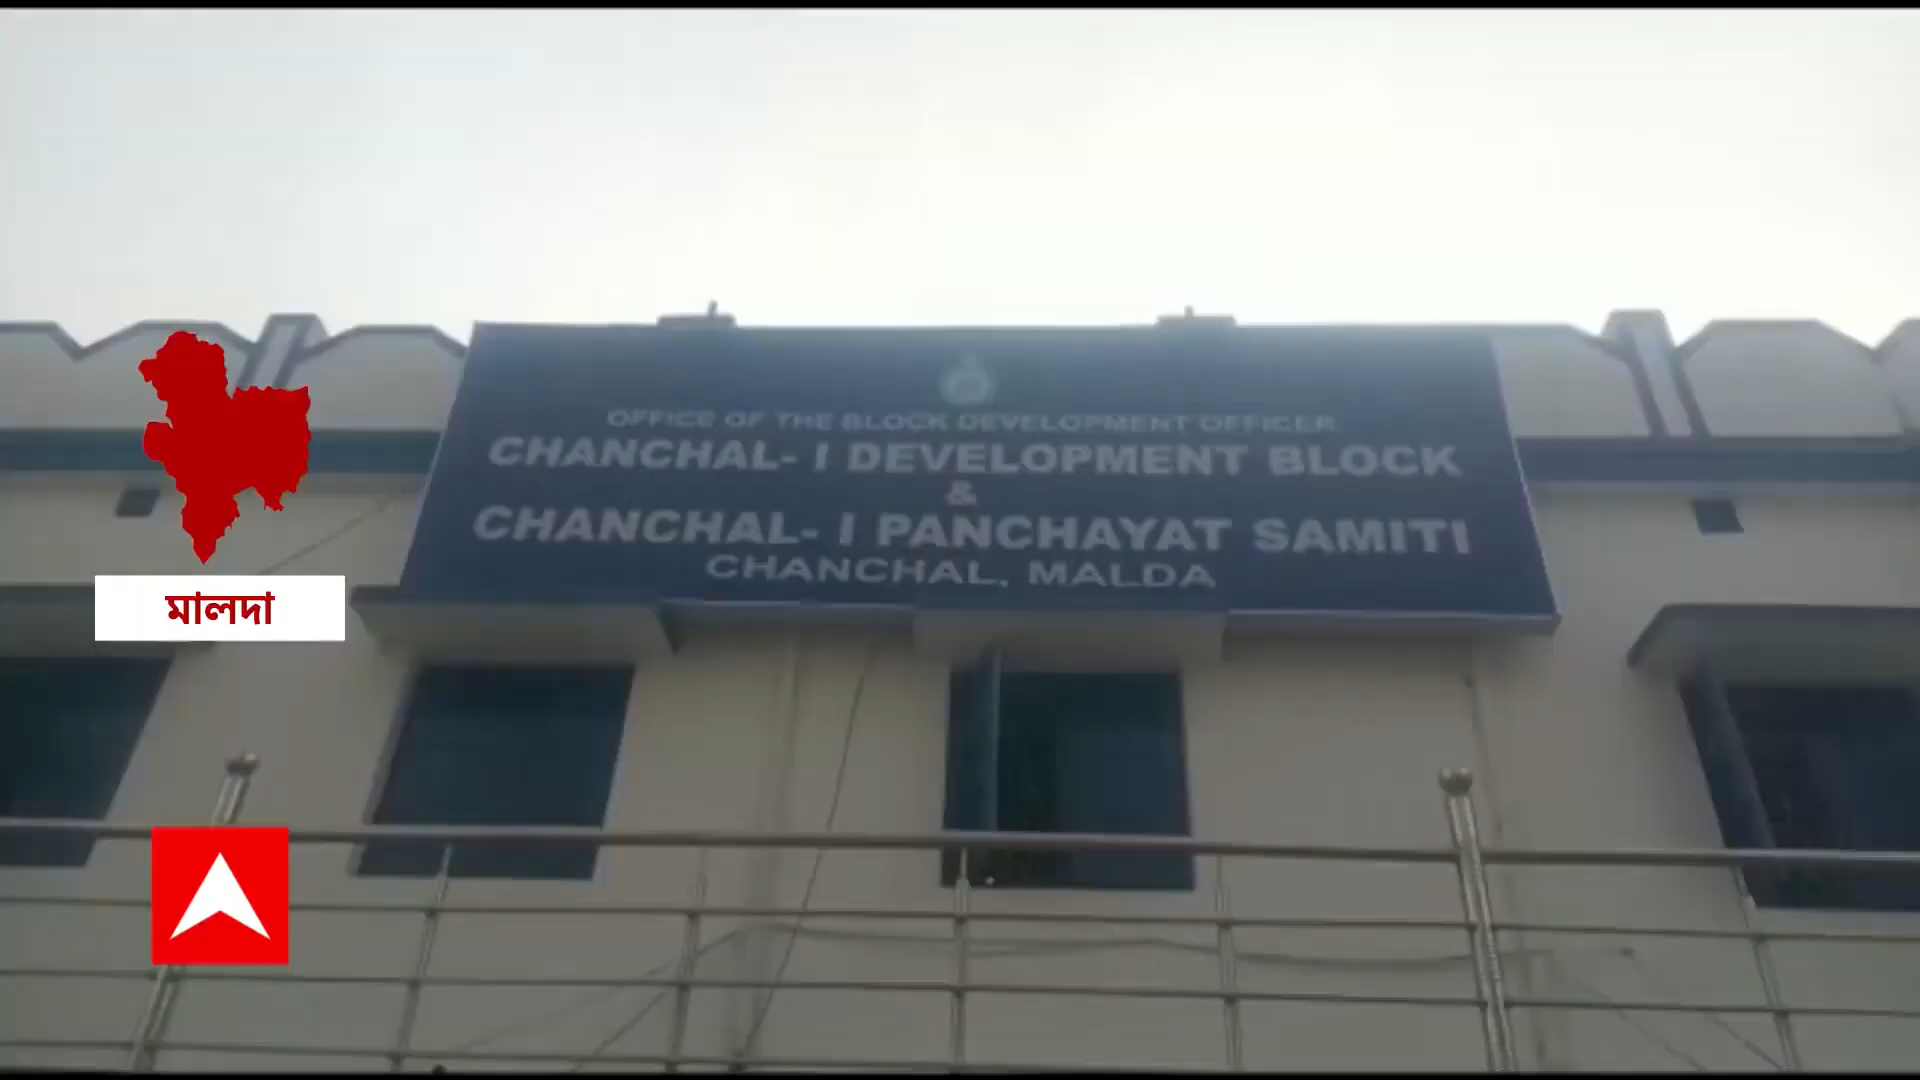 OFFICE OF THE BLOCK DEVELOPMENT OFFICER
CHANCHAL- I DEVELOPMENT BLOCK
&
CHANCHAL- I PANCHAYAT SAMITI
CHANCHAL, MALDA
মালদা